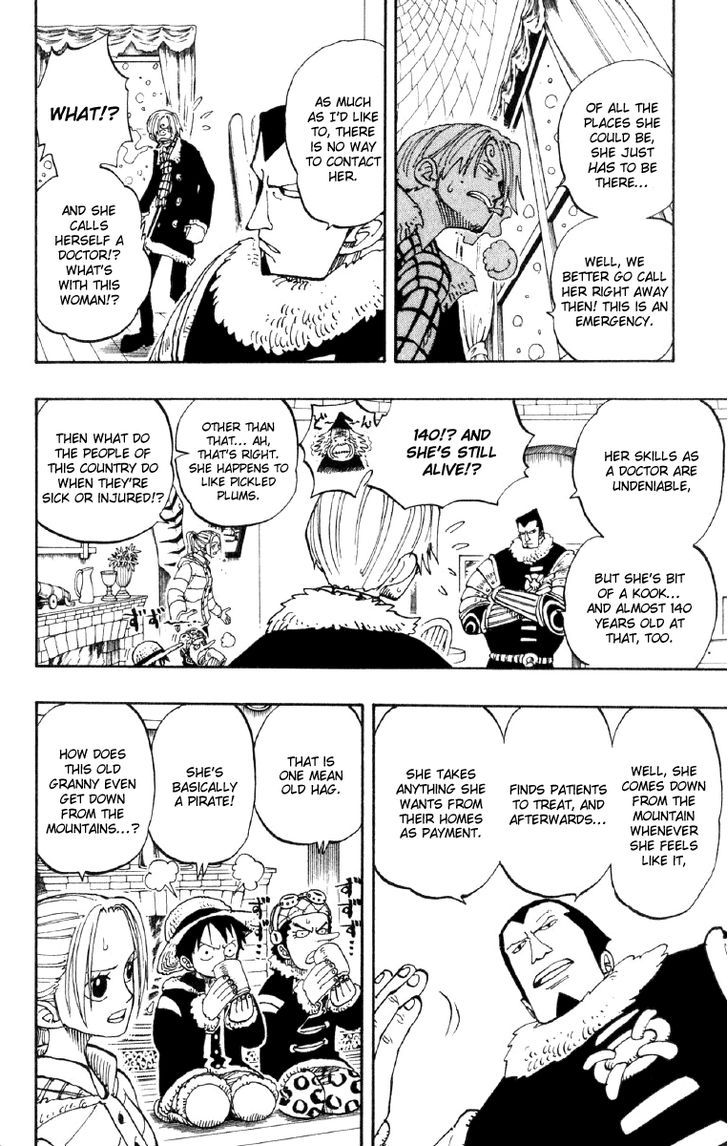 OF ALL
THE PLACES
SHE
COULD BE,
SHE JUST
HAS TO BE
THERE...
WELL, WE
BETTER GO CALL
HER RIGHT AWAY
THEN! THIS IS AN
EMERGENCY.
AS MUCH
AS I'D LIKE
TO, THERE
IS NO WAY
TO CONTACT
HER.
WHAT!?
AND SHE
CALLS
HERSELF A
DOCTOR!?
WHAT'S
WITH THIS
WOMAN!?
HER SKILLS AS
A DOCTOR ARE
UNDENIABLE,
BUT SHE'S BIT
OF A KOOK...
AND ALMOST 140
YEARS OLD AT
THAT, TOO.
140!? AND
SHE'S STILL
ALIVE!?
どーん
OTHER THAN
THAT... AH,
THAT'S RIGHT.
SHE HAPPENS TO
LIKE PICKLED
PLUMS.
THEN WHAT DO
THE PEOPLE OF
THIS COUNTRY DO
WHEN THEY'RE
SICK OR INJURED!?
ずず
WELL, SHE
COMES DOWN
FROM THE
MOUNTAIN
WHENEVER
SHE FEELS
LIKE IT,
FINDS PATIENTS
TO TREAT, AND
AFTERWARDS...
SHE TAKES
ANYTHING SHE
WANTS FROM
THEIR HOMES
AS PAYMENT.
THAT IS
ONE MEAN
OLD HAG.
SHE'S
BASICALLY
A PIRATE!
HOW DOES
THIS OLD
GRANNY EVEN
GET DOWN
FROM THE
MOUNTAINS...?